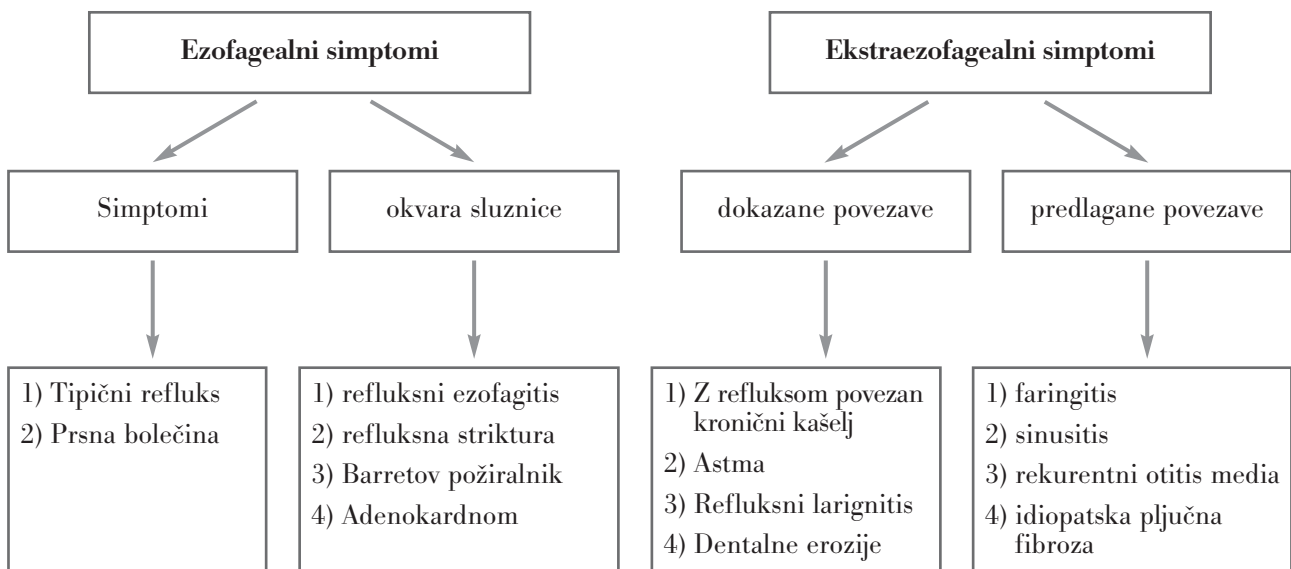 Ezofagealni simptomi
Ekstraezofagealni simptomi
Simptomi
okvara sluznice
dokazane povezave
predlagane povezave
1) Tipični refluks
2) Prsna bolečina
1) refluksni ezofagitis
2) refluksna striktura
3) Barretov požiralnik
4) Adenokardnom
1) Z refluksom povezan
kronični kašelj
2) Astma
3) Refluksni larignitis
4) Dentalne erozije
1) faringitis
2) sinusitis
3) rekurentni otitis media
4) idiopatska pljučna
fibroza